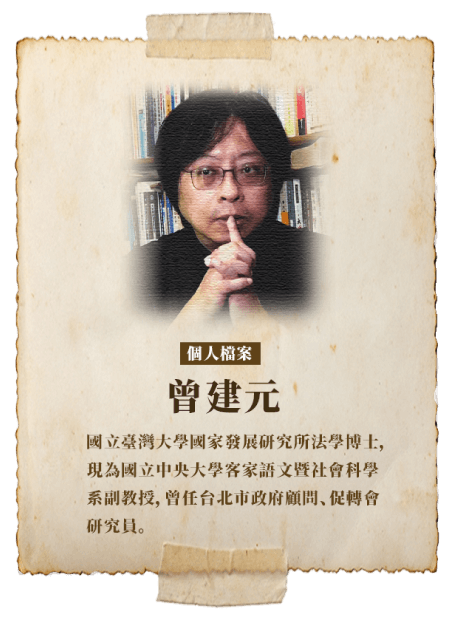 個人檔案
曾建元
國立臺灣大學國家發展研究所法學博士,
現為國立中央大學客家語文暨社會科學
系副教授, 曾任台北市政府顧問、促轉會
研究員。